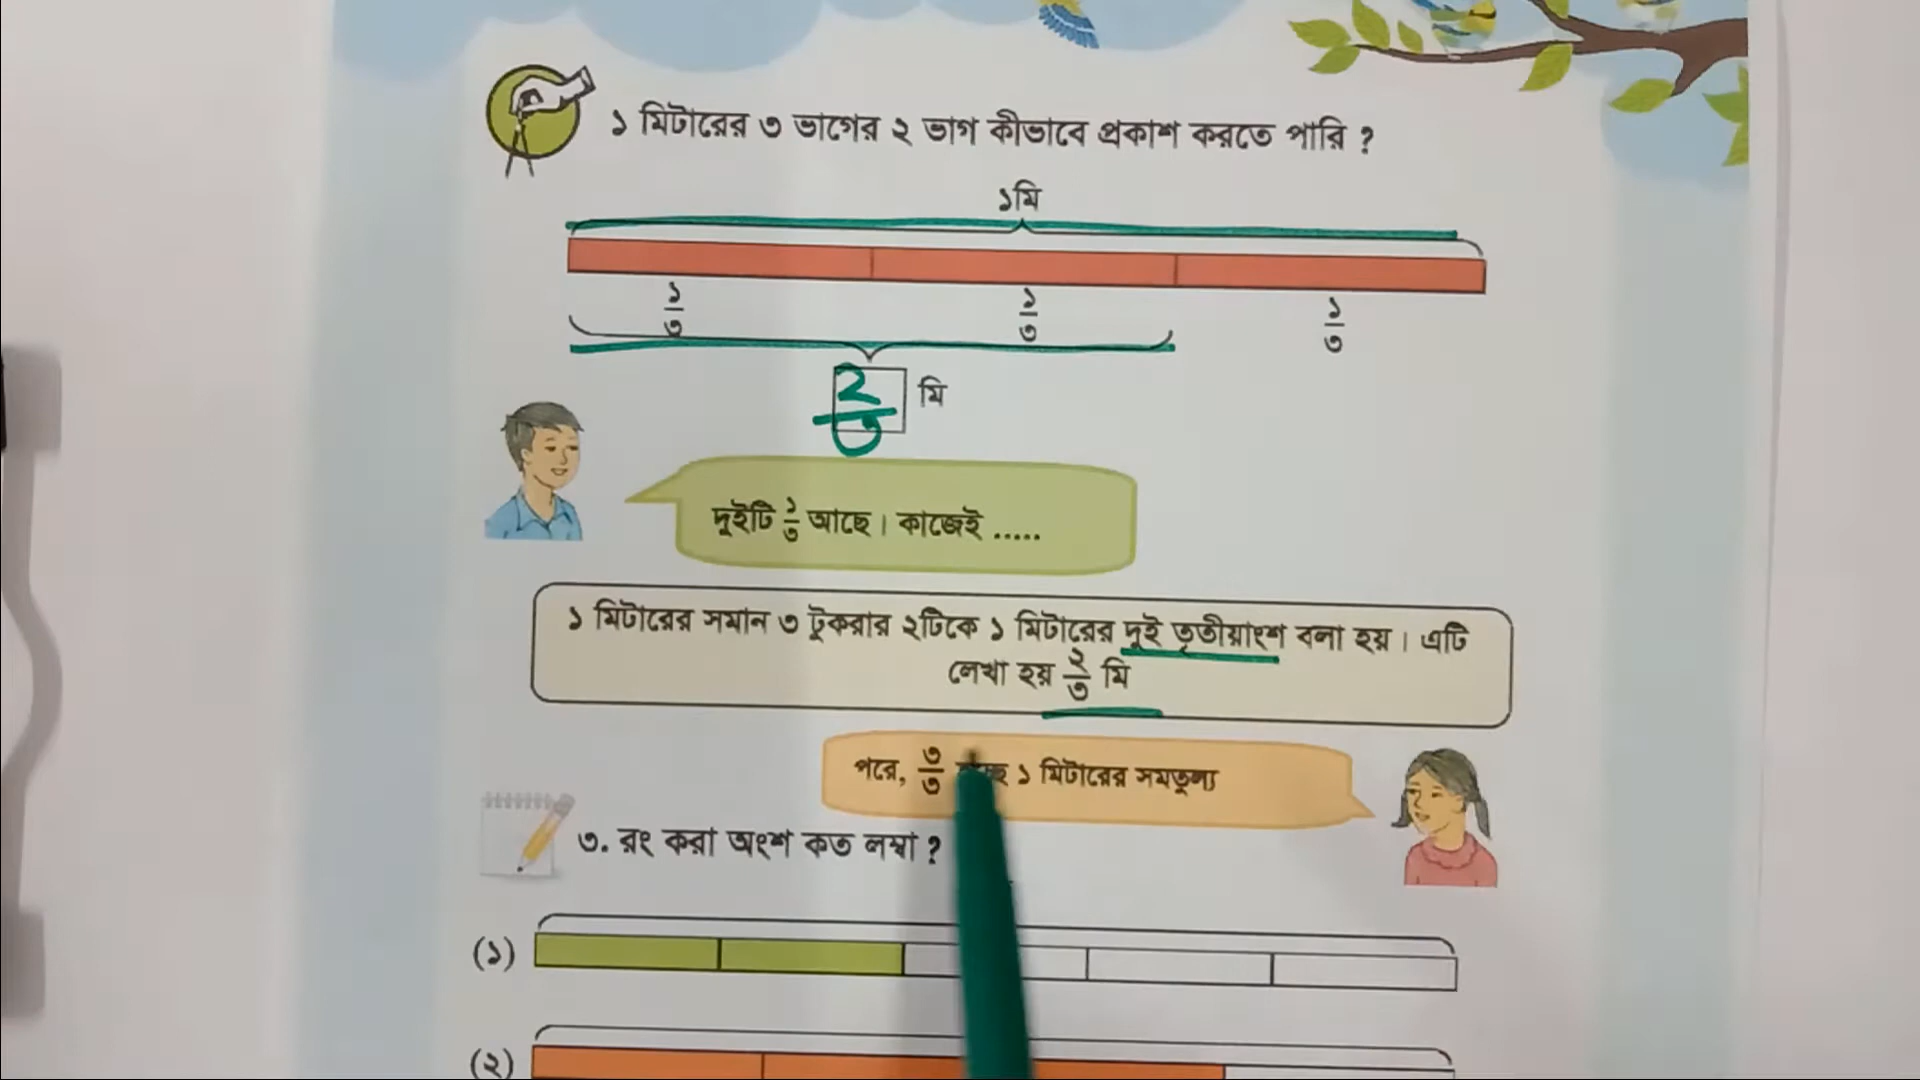 ১ মিটারের ৩ ভাগের ২ ভাগ কীভাবে প্রকাশ করতে পারি ?
১মি
১/৩ ১/৩ ১/৩
২/৩ মি
দুইটি ১/৩ আছে। কাজেই .....
১ মিটারের সমান ৩ টুকরার ২টিকে ১ মিটারের দুই তৃতীয়াংশ বলা হয়। এটি
লেখা হয় ২/৩ মি
পরে, ৩/৩ ১ মিটারের সমতুল্য
৩. রং করা অংশ কত লম্বা ?
(১)
(২)